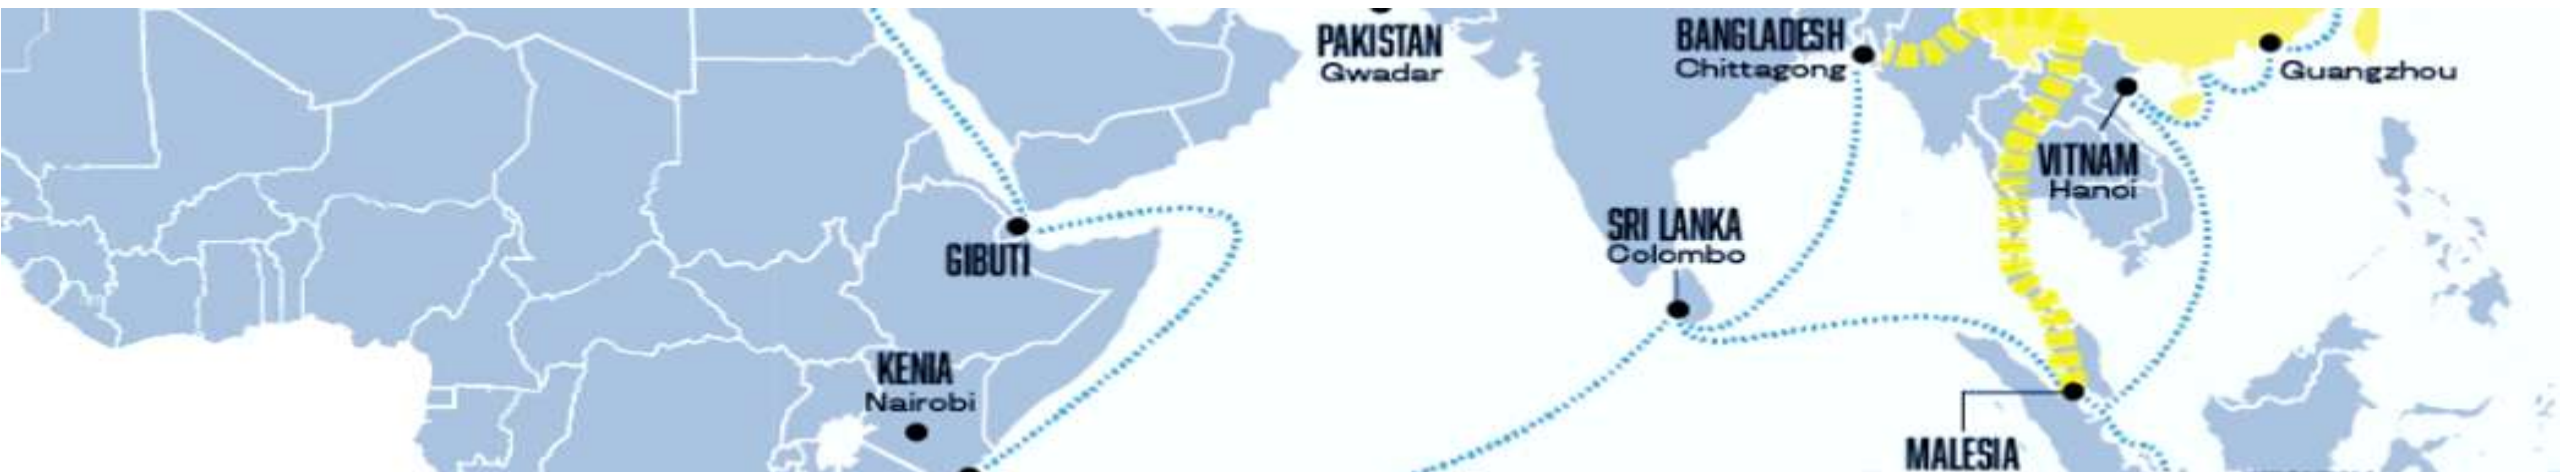 PAKISTAN
Gwadar
BANGLADESH
Chittagong
Guangzhou
VITNAM
Hanoi
SRI LANKA
Colombo
GIBUTI
KENIA
Nairobi
MALESIA